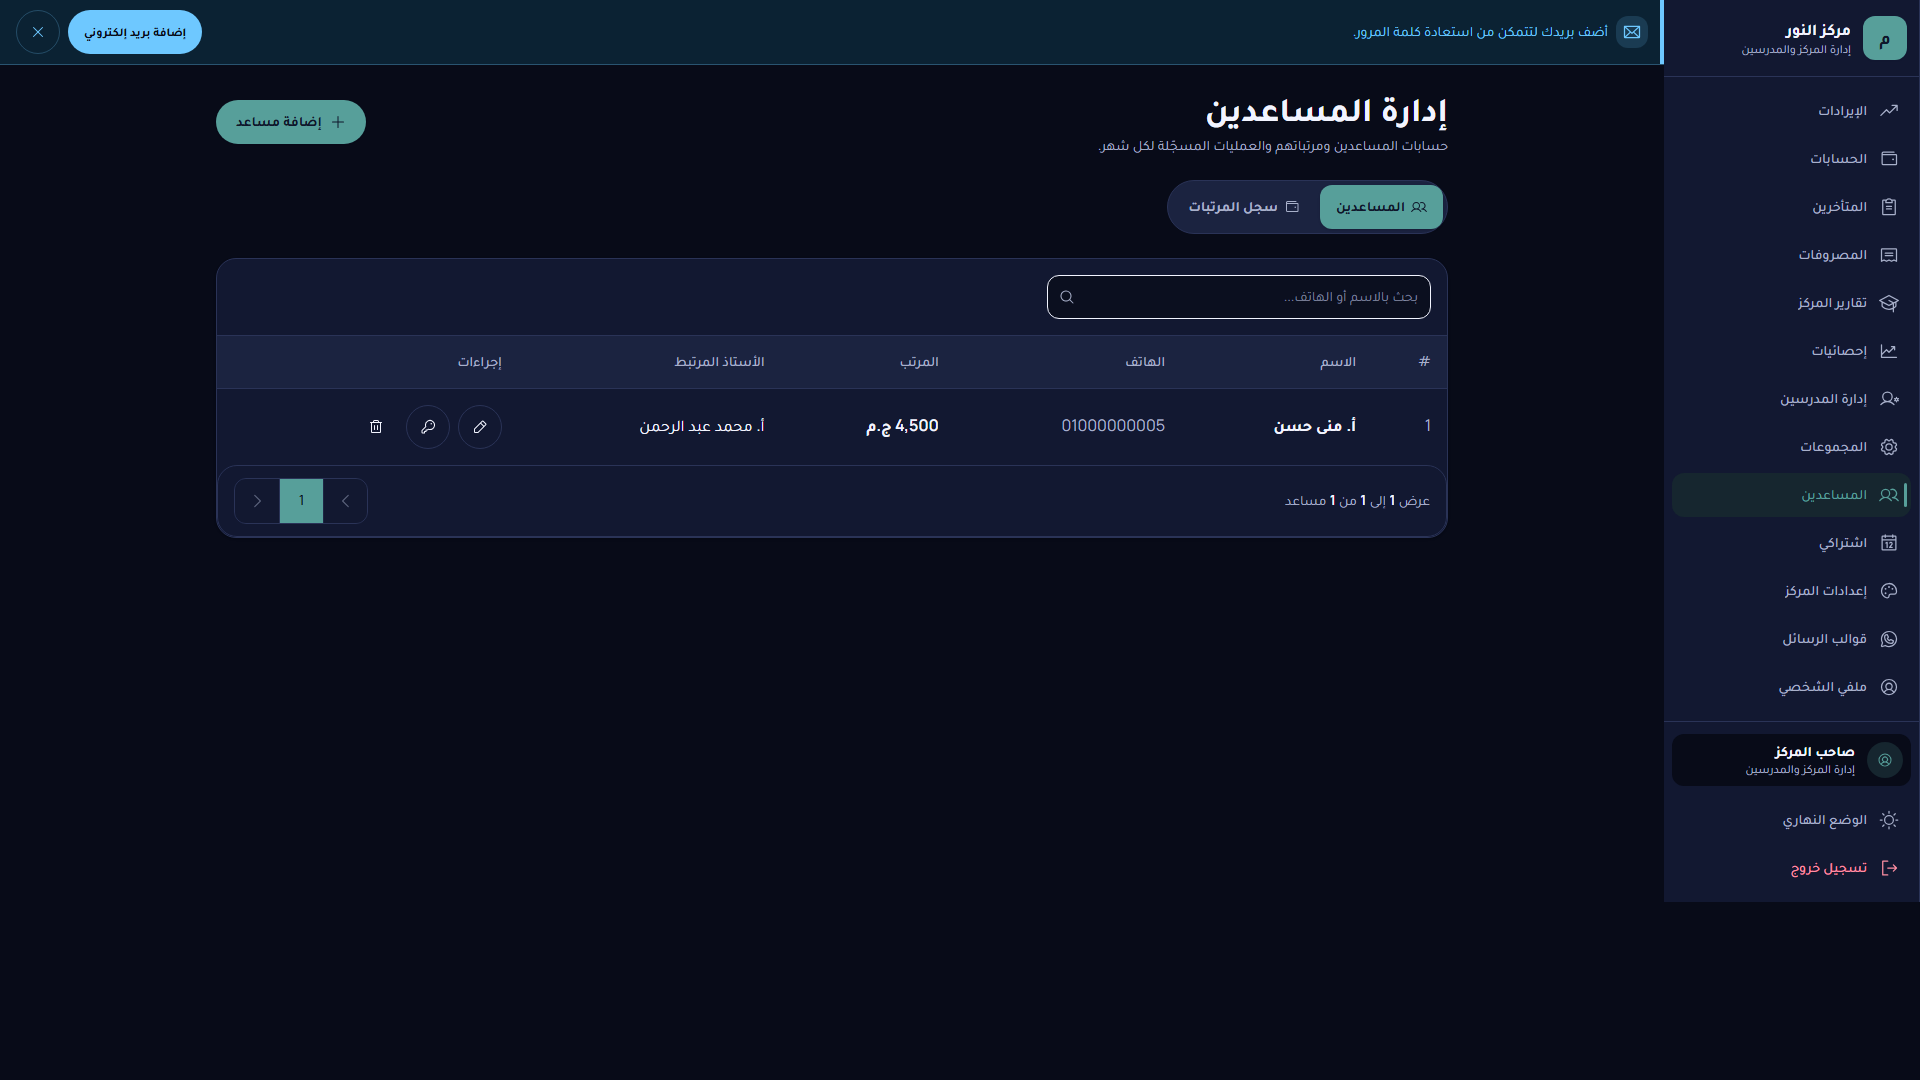 م
مركز النور
إدارة المركز والمدرسين
الإيرادات
الحسابات
المتأخرين
المصروفات
تقارير المركز
إحصائيات
إدارة المدرسين
المجموعات
المساعدين
12
اشتراكي
إعدادات المركز
قوالب الرسائل
ملفي الشخصي
صاحب المركز
إدارة المركز والمدرسين
الوضع النهاري
تسجيل خروج
أضف بريدك لتتمكن من استعادة كلمة المرور.
إضافة بريد إلكتروني
إدارة المساعدين
حسابات المساعدين ومرتباتهم والعمليات المسجّلة لكل شهر.
إضافة مساعد
المساعدين
سجل المرتبات
بحث بالاسم أو الهاتف...
# الاسم الهاتف المرتب الأستاذ المرتبط إجراءات
1 أ. منى حسن 01000000005 4,500 ج.م أ. محمد عبد الرحمن
عرض 1 إلى 1 من 1 مساعد
1